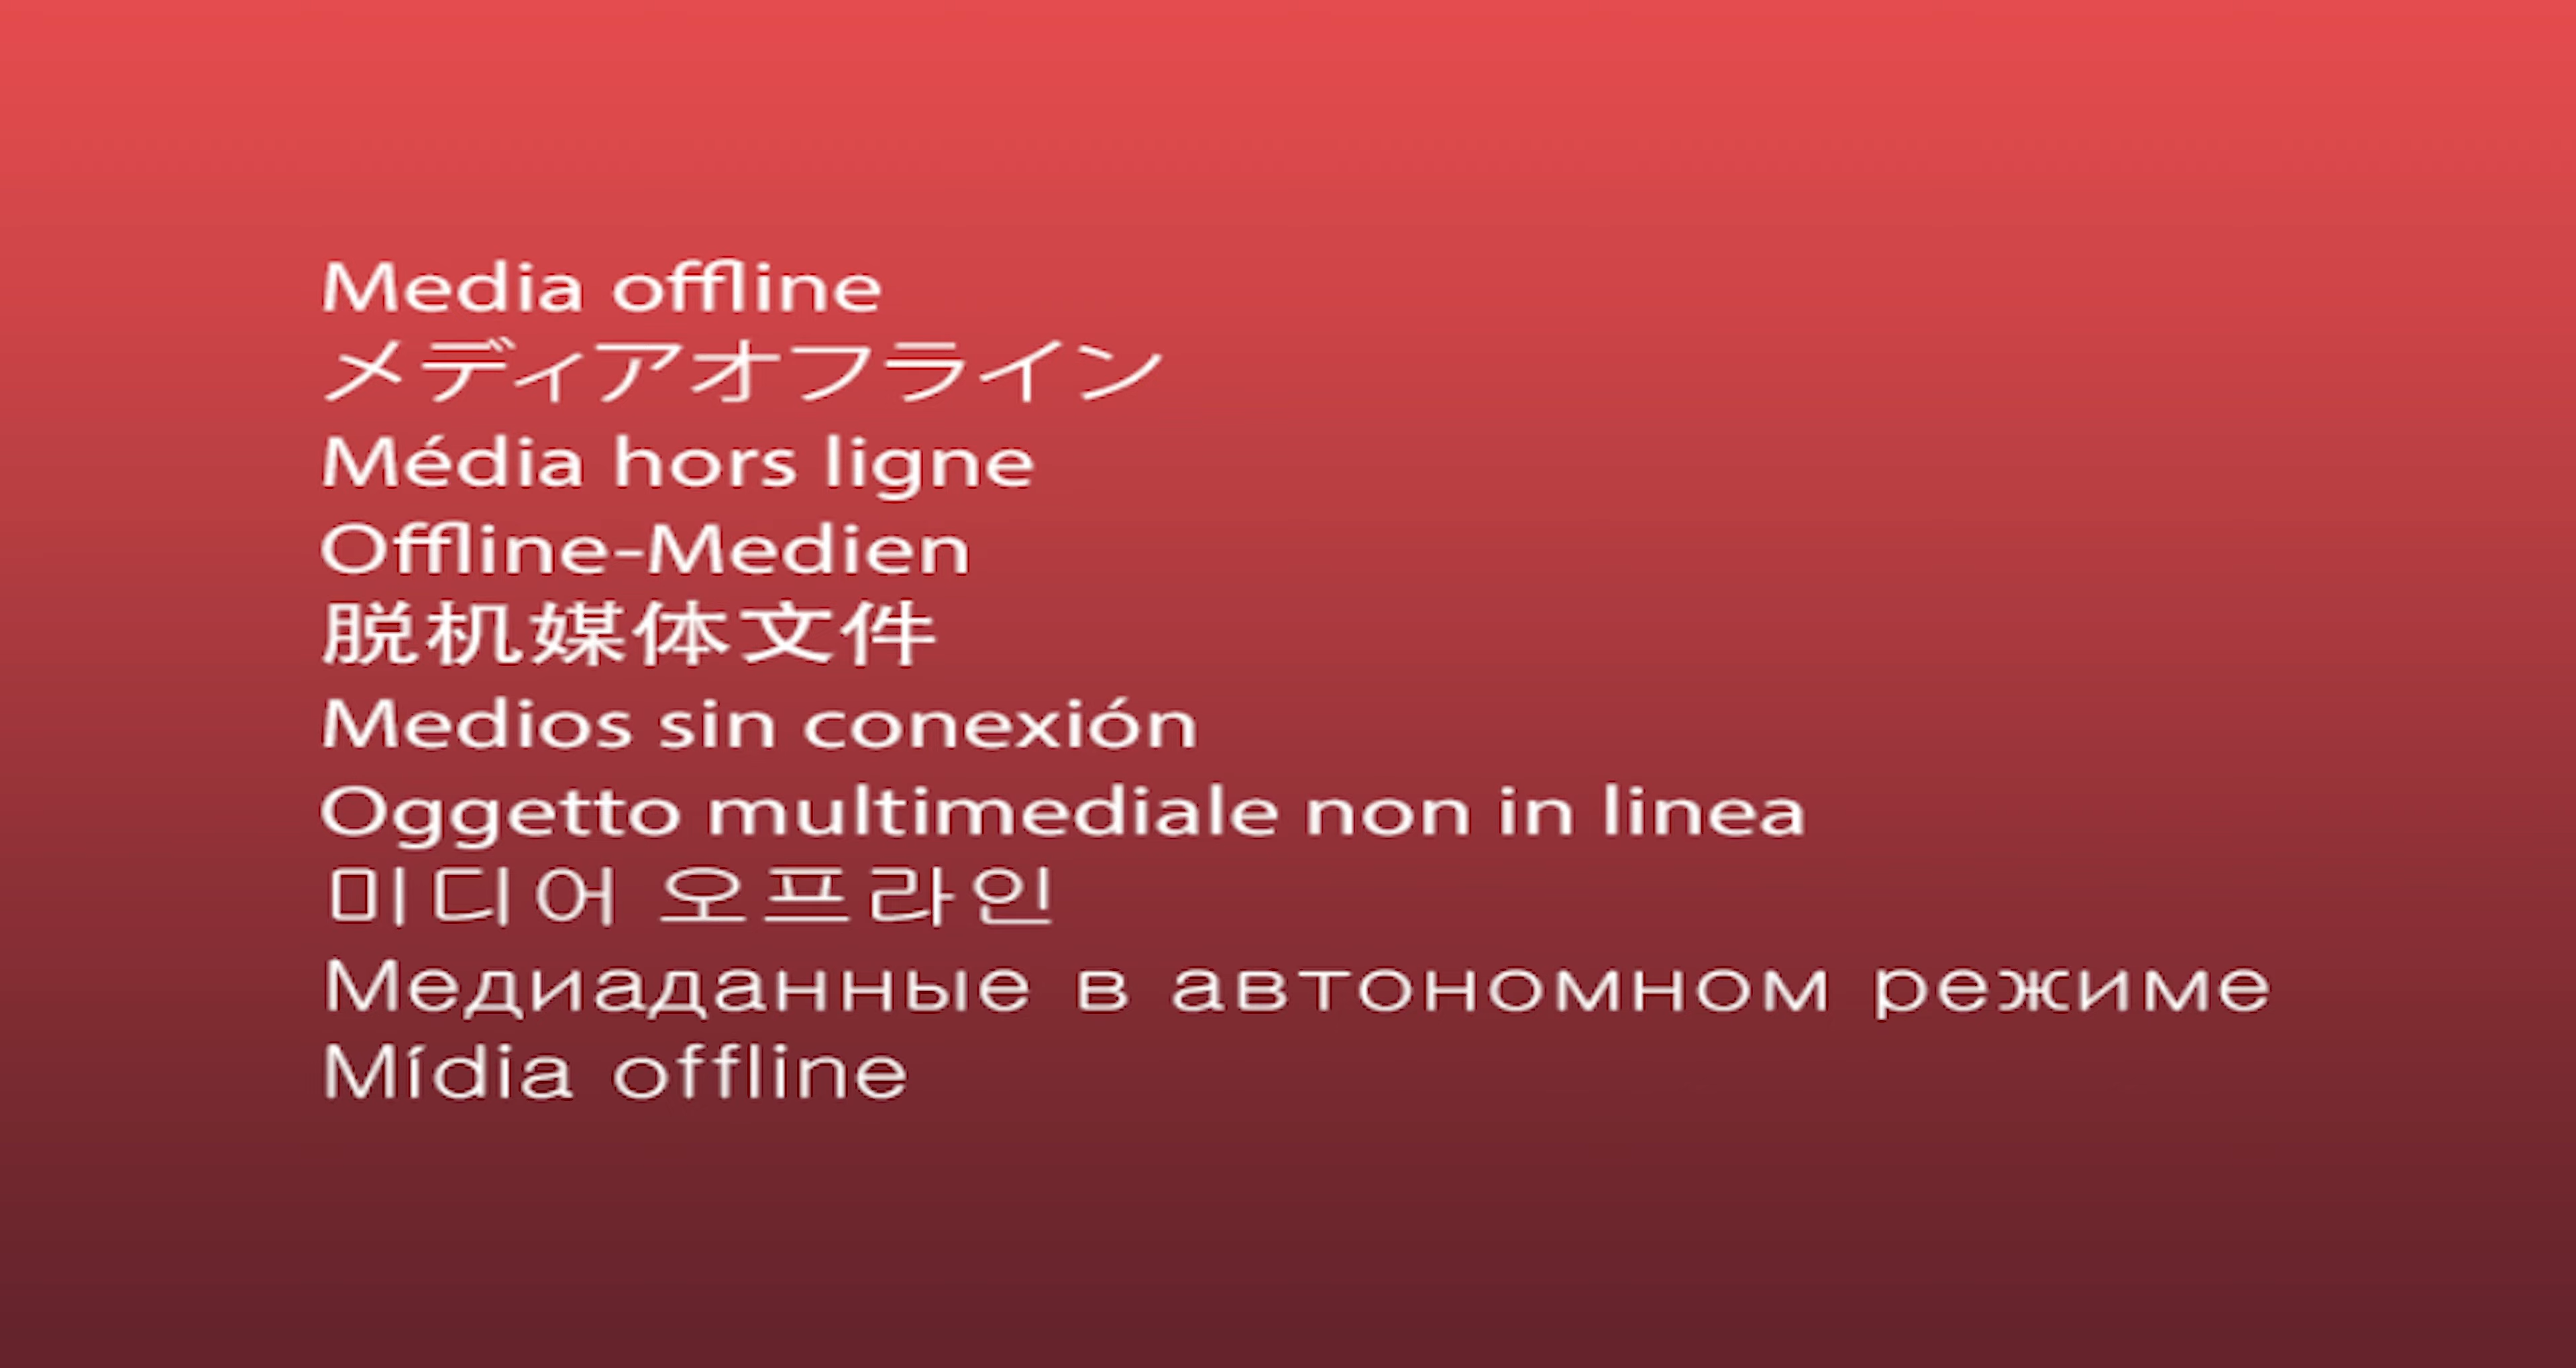 Media offline
メディアオフライン
Média hors ligne
Offline-Medien
脱机媒体文件
Medios sin conexión
Oggetto multimediale non in linea
미디어 오프라인
Медиаданные в автономном режиме
Mídia offline